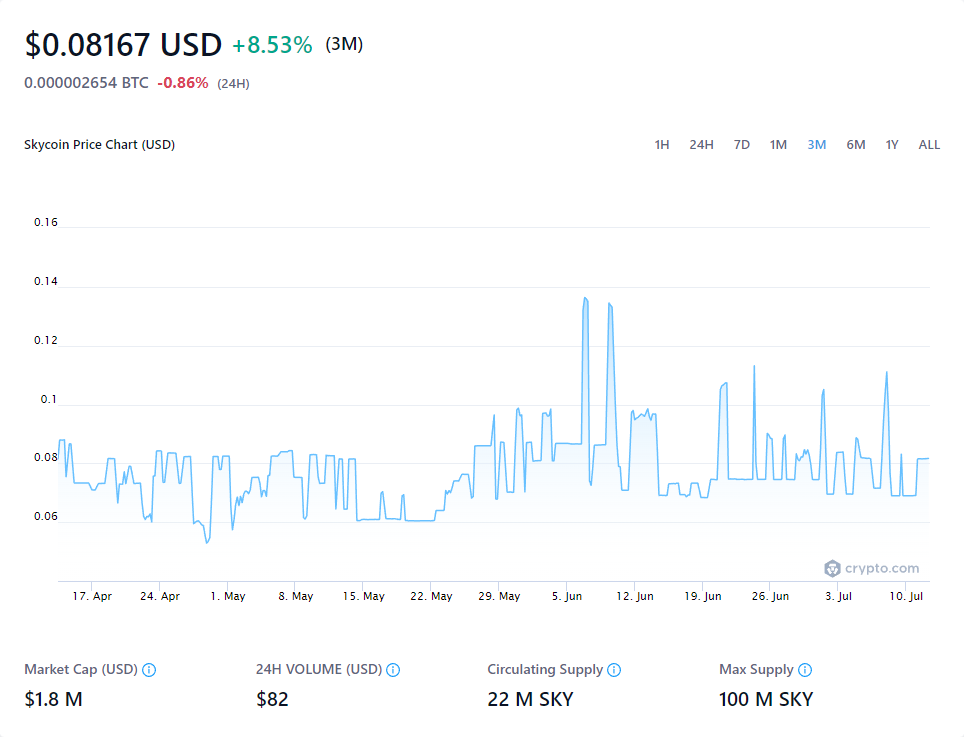 $0.08167 USD +8.53% (3M)
0.000002654 BTC -0.86% (24H)
Skycoin Price Chart (USD) 1H 24H 7D 1M 3M 6M 1Y ALL
0.16
0.14
0.12
0.1
0.08
0.06
crypto.com
17. Apr 24. Apr 1. May 8. May 15. May 22. May 29. May 5. Jun 12. Jun 19. Jun 26. Jun 3. Jul 10. Jul
Market Cap (USD) 24H VOLUME (USD) Circulating Supply Max Supply
$1.8 M $82 22 M SKY 100 M SKY